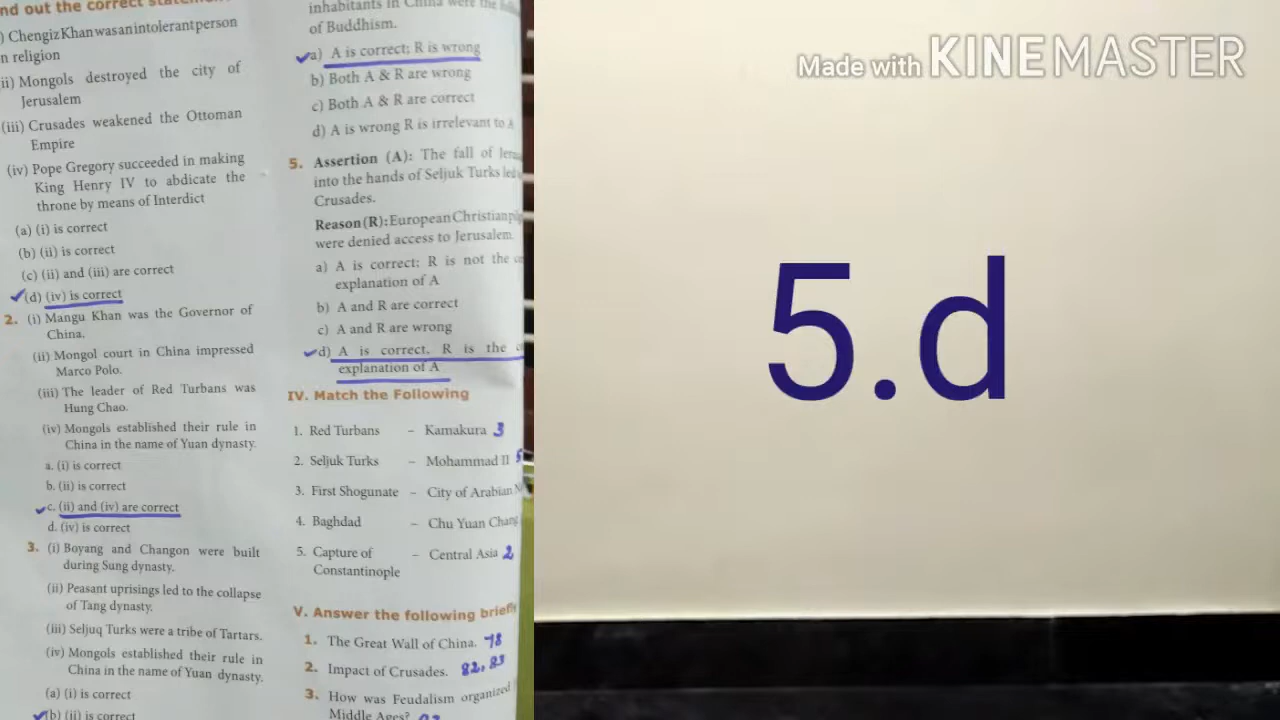 nd out the correct statement
) Chengiz Khan was an intolerant person
n religion
ii) Mongols destroyed the city of
Jerusalem
(iii) Crusades weakened the Ottoman
Empire
(iv) Pope Gregory succeeded in making
King Henry IV to abdicate the
throne by means of Interdict
(a) (i) is correct
(b) (ii) is correct
(c) (ii) and (iii) are correct
(d) (iv) is correct
2. (i) Mangu Khan was the Governor of
China.
(ii) Mongol court in China impressed
Marco Polo.
(iii) The leader of Red Turbans was
Hung Chao.
(iv) Mongols established their rule in
China in the name of Yuan dynasty.
a. (i) is correct
b. (ii) is correct
c. (ii) and (iv) are correct
d. (iv) is correct
3. (i) Boyang and Changon were built
during Sung dynasty.
(ii) Peasant uprisings led to the collapse
of Tang dynasty.
(iii) Seljuq Turks were a tribe of Tartars.
(iv) Mongols established their rule in
China in the name of Yuan dynasty.
(a) (i) is correct
(b) (ii) is correct
inhabitants in China were the
of Buddhism.
a) A is correct; R is wrong
b) Both A & R are wrong
c) Both A & R are correct
d) A is wrong R is irrelevant to A
5. Assertion (A): The fall of
into the hands of Seljuk Turks led
Crusades.
Reason (R): European Christian
were denied access to Jerusalem.
a) A is correct; R is not the
explanation of A
b) A and R are correct
c) A and R are wrong
d) A is correct, R is the
explanation of A
IV. Match the Following
1. Red Turbans – Kamakura 3
2. Seljuk Turks – Mohammad II 5
3. First Shogunate – City of Arabian
4. Baghdad – Chu Yuan Chang
5. Capture of – Central Asia 2
Constantinople
V. Answer the following briefly
1. The Great Wall of China. 78
2. Impact of Crusades. 82, 83
3. How was Feudalism organized
Middle Ages?
Made with KINEMASTER
5.d